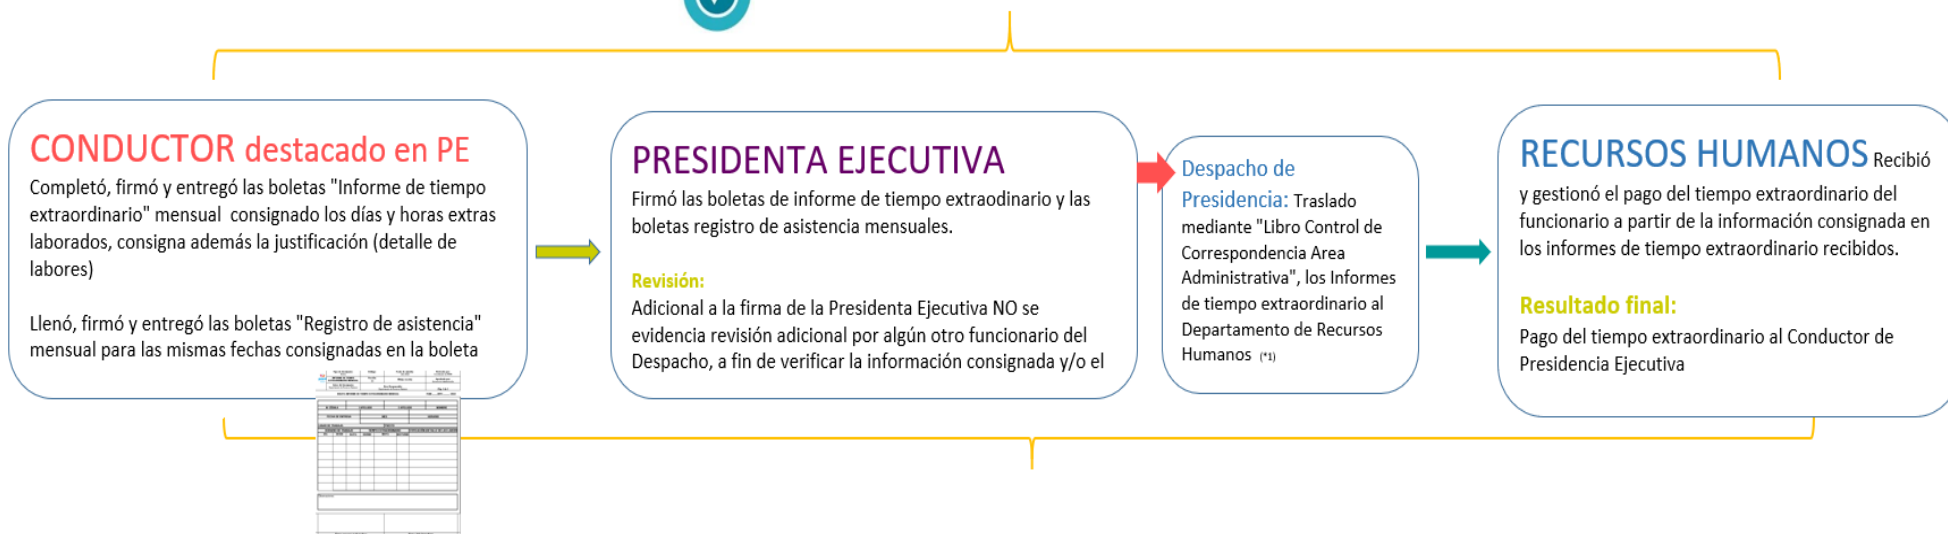 CONDUCTOR destacado en PE
Completó, firmó y entregó las boletas "Informe de tiempo
extraordinario" mensual consignado los días y horas extras
laborados, consigna además la justificación (detalle de
labores)
Llenó, firmó y entregó las boletas "Registro de asistencia"
mensual para las mismas fechas consignadas en la boleta
PRESIDENTA EJECUTIVA
Firmó las boletas de informe de tiempo extraodinario y las
boletas registro de asistencia mensuales.
Revisión:
Adicional a la firma de la Presidenta Ejecutiva NO se
evidencia revisión adicional por algún otro funcionario del
Despacho, a fin de verificar la información consignada y/o el
Despacho de
Presidencia: Traslado
mediante "Libro Control de
Correspondencia Area
Administrativa", los Informes
de tiempo extraordinario al
Departamento de Recursos
Humanos (*1)
RECURSOS HUMANOS Recibió
y gestionó el pago del tiempo extraordinario del
funcionario a partir de la información consignada en
los informes de tiempo extraordinario recibidos.
Resultado final:
Pago del tiempo extraordinario al Conductor de
Presidencia Ejecutiva